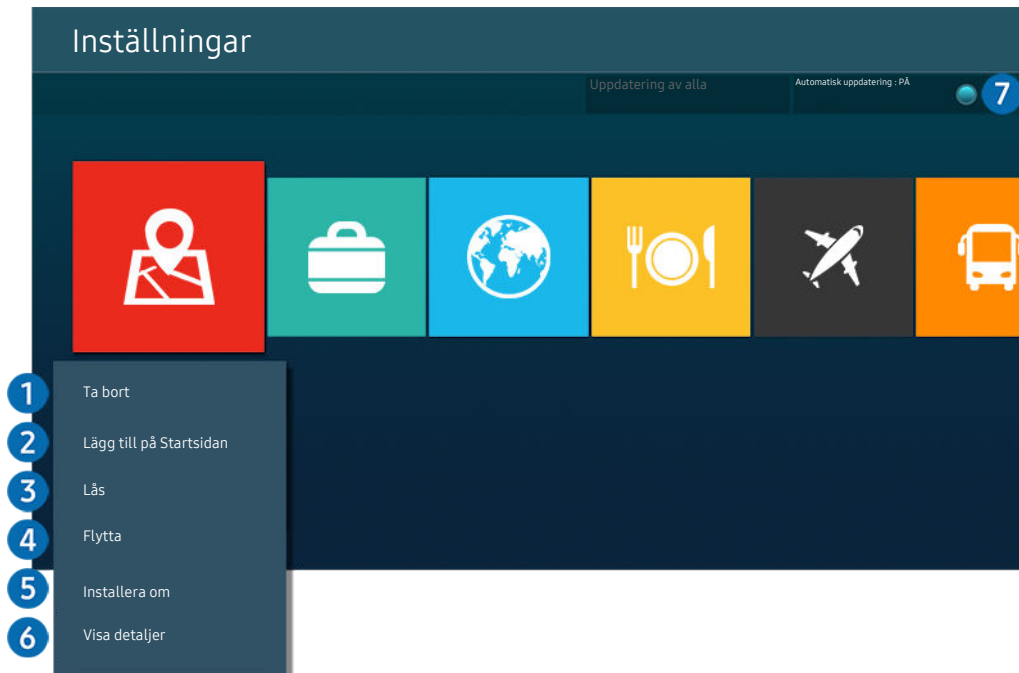 Inställningar
Uppdatering av alla
Automatisk uppdatering : PÅ
7
1 Ta bort
2 Lägg till på Startsidan
3 Lås
4 Flytta
5 Installera om
6 Visa detaljer